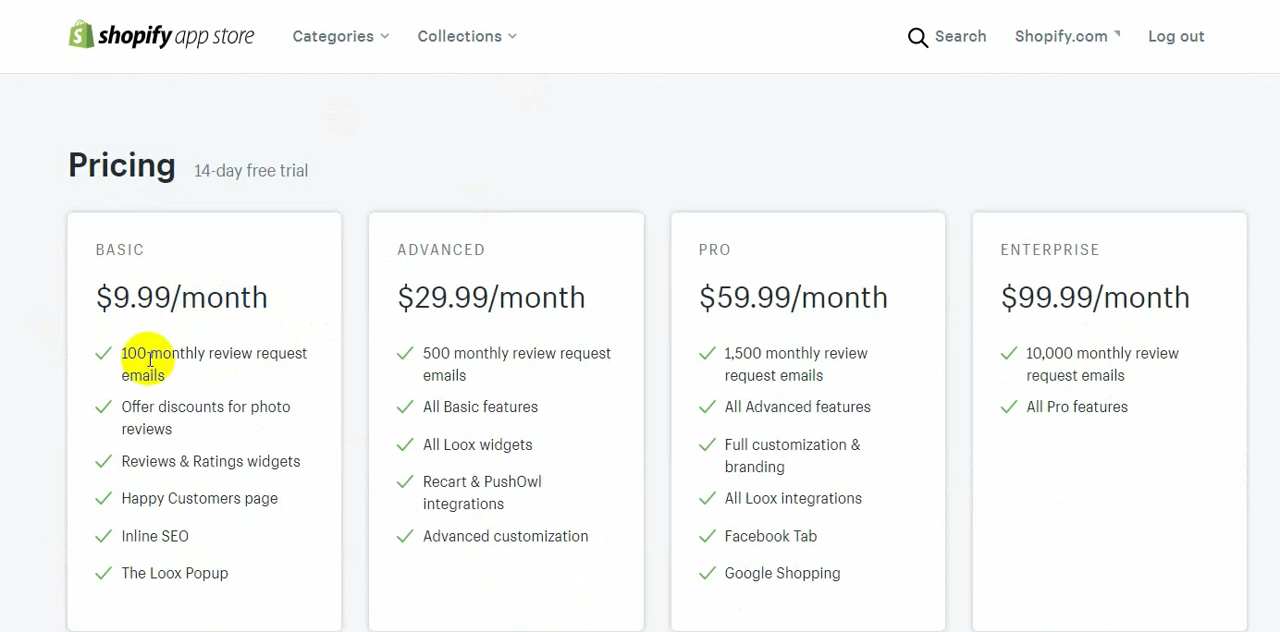 shopify app store
Categories
Collections
Search
Shopify.com
Log out
Pricing
14-day free trial
BASIC
$9.99/month
100 monthly review request
emails
Offer discounts for photo
reviews
Reviews & Ratings widgets
Happy Customers page
Inline SEO
The Loox Popup
ADVANCED
$29.99/month
500 monthly review request
emails
All Basic features
All Loox widgets
Recart & PushOwl
integrations
Advanced customization
PRO
$59.99/month
1,500 monthly review
request emails
All Advanced features
Full customization &
branding
All Loox integrations
Facebook Tab
Google Shopping
ENTERPRISE
$99.99/month
10,000 monthly review
request emails
All Pro features